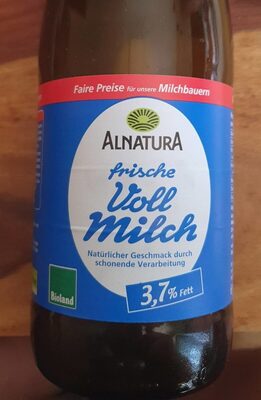 Faire Preise für unsere Milchbauern
ALNATURA
frische
Voll
Milch
Natürlicher Geschmack durch
schonende Verarbeitung
3,7% Fett
Bioland